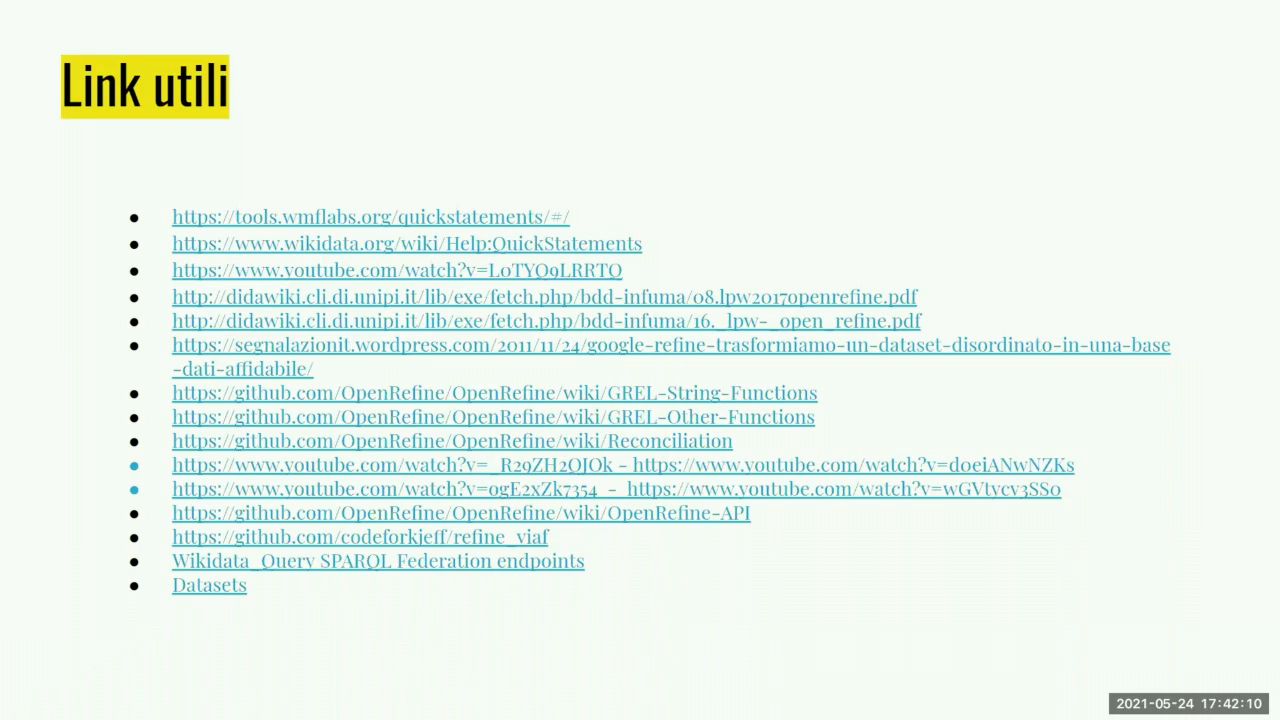 Link utili
● https://tools.wmflabs.org/quickstatements/#/
● https://www.wikidata.org/wiki/Help:QuickStatements
● https://www.youtube.com/watch?v=LoTYO9LRRTO
● http://didawiki.cli.di.unipi.it/lib/exe/fetch.php/bdd-infuma/08.lpw2017openrefine.pdf
● http://didawiki.cli.di.unipi.it/lib/exe/fetch.php/bdd-infuma/16._lpw-_open_refine.pdf
● https://segnalazionit.wordpress.com/2011/11/24/google-refine-trasformiamo-un-dataset-disordinato-in-una-base
-dati-affidabile/
● https://github.com/OpenRefine/OpenRefine/wiki/GREL-String-Functions
● https://github.com/OpenRefine/OpenRefine/wiki/GREL-Other-Functions
● https://github.com/OpenRefine/OpenRefine/wiki/Reconciliation
● https://www.youtube.com/watch?v=_R29ZH2OJOk - https://www.youtube.com/watch?v=d0eiANwNZKs
● https://www.youtube.com/watch?v=ogE2xZk7354 - https://www.youtube.com/watch?v=wGVtycv3SS0
● https://github.com/OpenRefine/OpenRefine/wiki/OpenRefine-API
● https://github.com/codeforkjeff/refine_viaf
● Wikidata_Query SPARQL Federation endpoints
● Datasets
2021-05-24 17:42:10